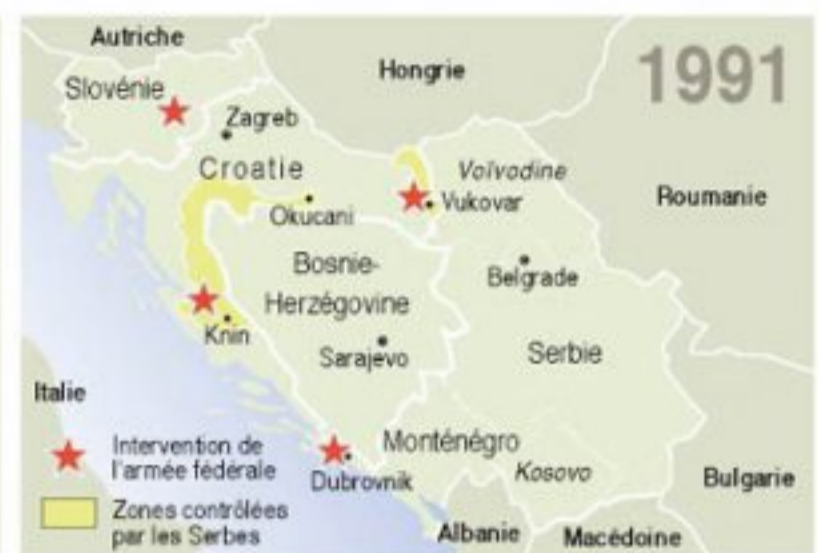 Autriche
Hongrie
1991
Slovénie
Zagreb
Croatie
Voïvodine
Vukovar
Roumanie
Okucani
Bosnie-
Herzégovine
Belgrade
Knin
Sarajevo
Serbie
Italie
Intervention de
l'armée fédérale
Monténégro
Dubrovnik
Kosovo
Bulgarie
Zones contrôlées
par les Serbes
Albanie
Macédoine